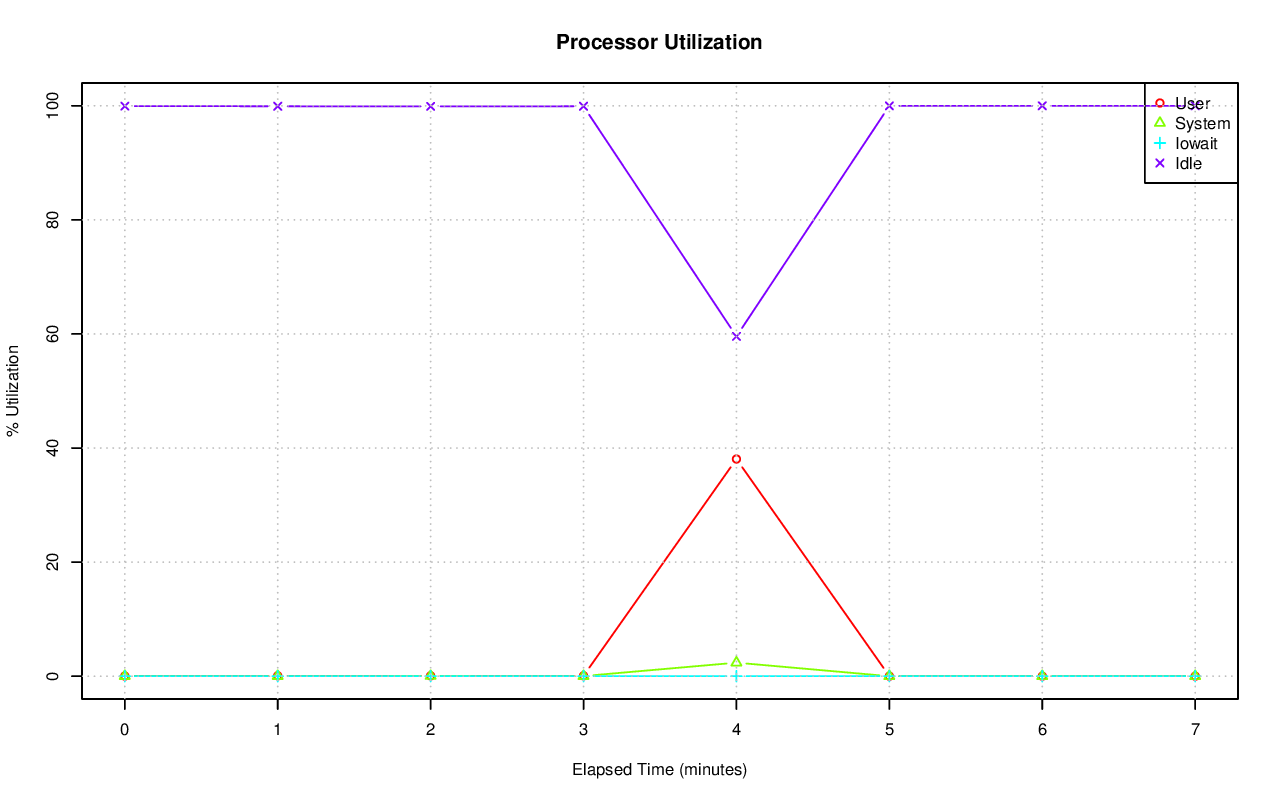 Processor Utilization
100
80
60
40
20
0
% Utilization
User
System
Iowait
Idle
0 1 2 3 4 5 6 7
Elapsed Time (minutes)